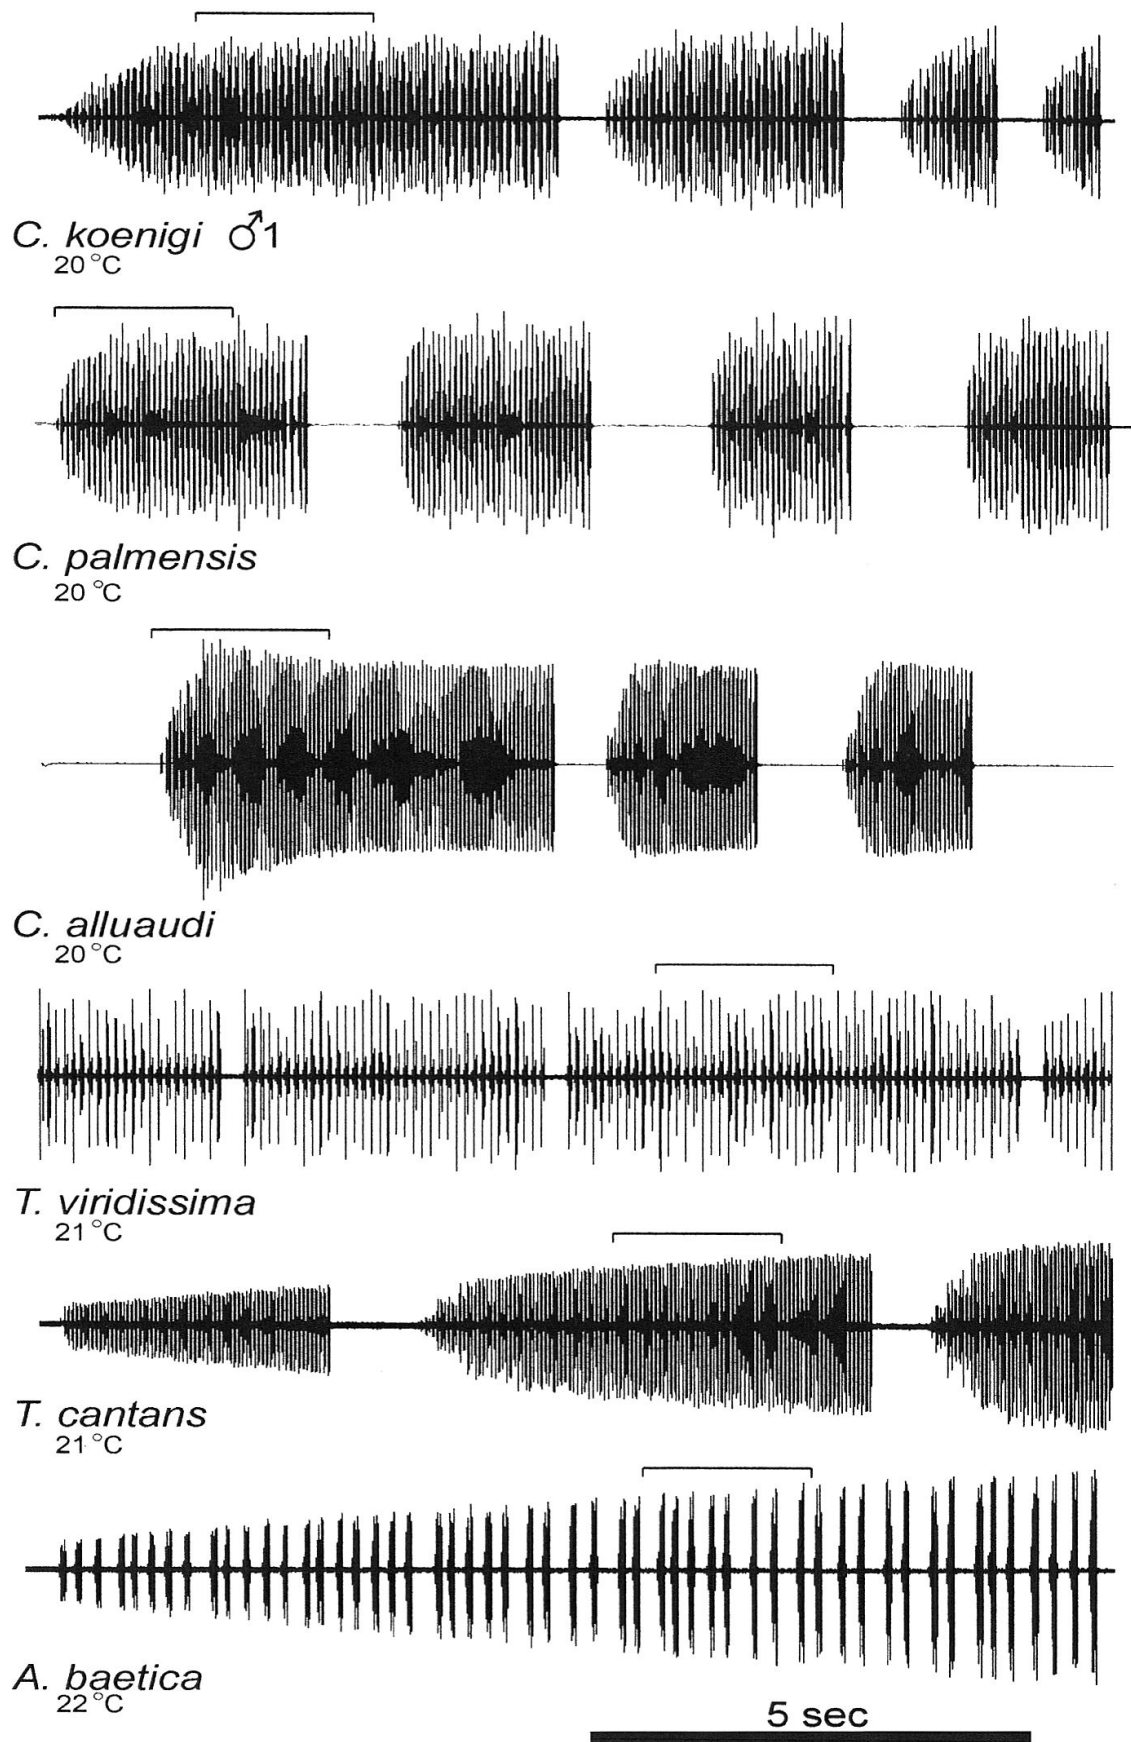 C. koenigi ♂1
20 °C
C. palmensis
20 °C
C. alluaudi
20 °C
T. viridissima
21 °C
T. cantans
21 °C
A. baetica
22 °C
5 sec